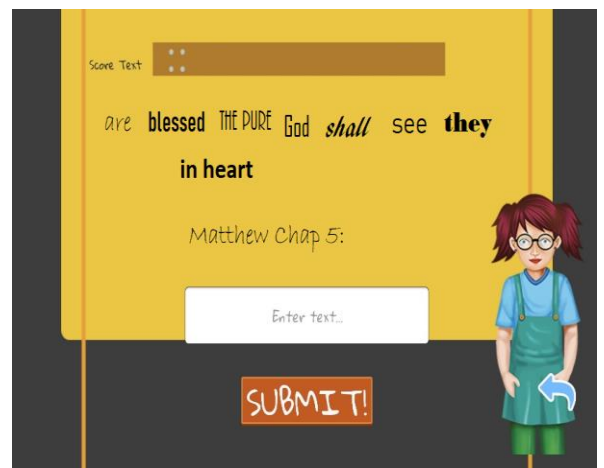 Score Text
are blessed THE PURE God shall see they
in heart
Matthew Chap 5:
Enter text...
SUBMIT!